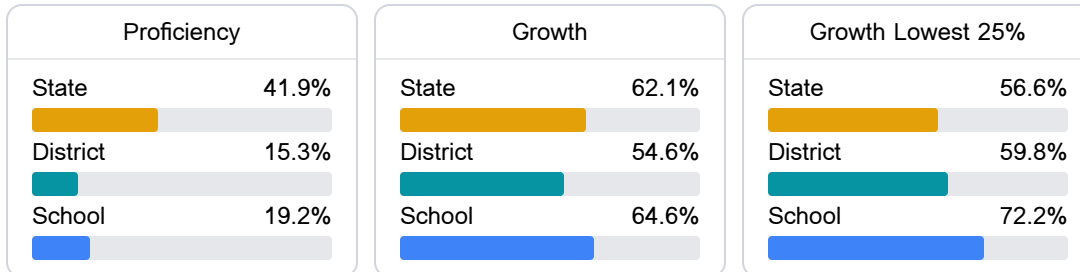 Proficiency
State 41.9%
District 15.3%
School 19.2%
Growth
State 62.1%
District 54.6%
School 64.6%
Growth Lowest 25%
State 56.6%
District 59.8%
School 72.2%